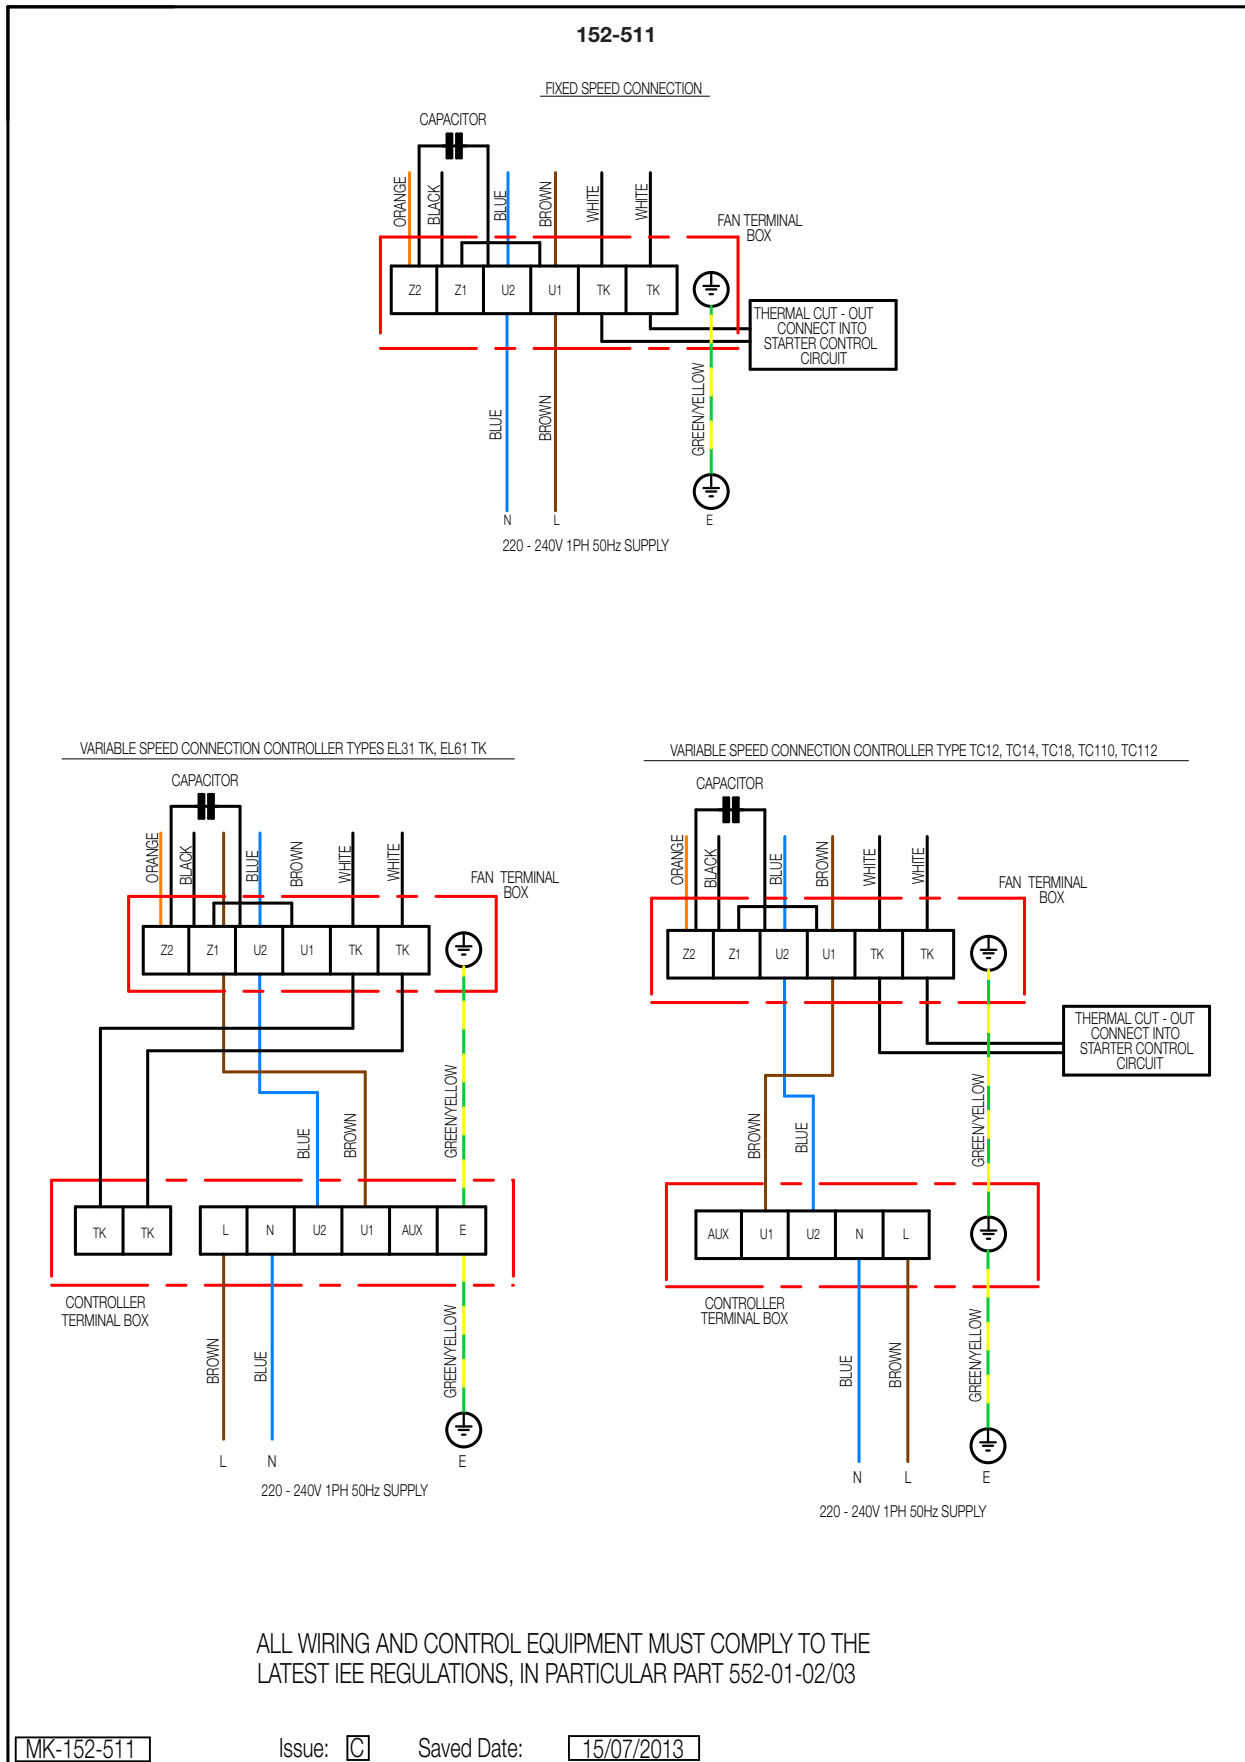 152-511
FIXED SPEED CONNECTION
CAPACITOR
ORANGE
BLACK
BLUE
BROWN
WHITE
WHITE
FAN TERMINAL
BOX
Z2 Z1 U2 U1 TK TK
THERMAL CUT - OUT
CONNECT INTO
STARTER CONTROL
CIRCUIT
BLUE
BROWN
GREEN/YELLOW
N L E
220 - 240V 1PH 50Hz SUPPLY
VARIABLE SPEED CONNECTION CONTROLLER TYPES EL31 TK, EL61 TK
CAPACITOR
ORANGE
BLACK
BLUE
BROWN
WHITE
WHITE
FAN TERMINAL
BOX
Z2 Z1 U2 U1 TK TK
BLUE
BROWN
GREEN/YELLOW
TK TK L N U2 U1 AUX E
CONTROLLER
TERMINAL BOX
BROWN
BLUE
GREEN/YELLOW
L N E
220 - 240V 1PH 50Hz SUPPLY
VARIABLE SPEED CONNECTION CONTROLLER TYPE TC12, TC14, TC18, TC110, TC112
CAPACITOR
ORANGE
BLACK
BLUE
BROWN
WHITE
WHITE
FAN TERMINAL
BOX
Z2 Z1 U2 U1 TK TK
THERMAL CUT - OUT
CONNECT INTO
STARTER CONTROL
CIRCUIT
BROWN
BLUE
GREEN/YELLOW
AUX U1 U2 N L
CONTROLLER
TERMINAL BOX
BLUE
BROWN
GREEN/YELLOW
N L E
220 - 240V 1PH 50Hz SUPPLY
ALL WIRING AND CONTROL EQUIPMENT MUST COMPLY TO THE
LATEST IEE REGULATIONS, IN PARTICULAR PART 552-01-02/03
MK-152-511 Issue: C Saved Date: 15/07/2013